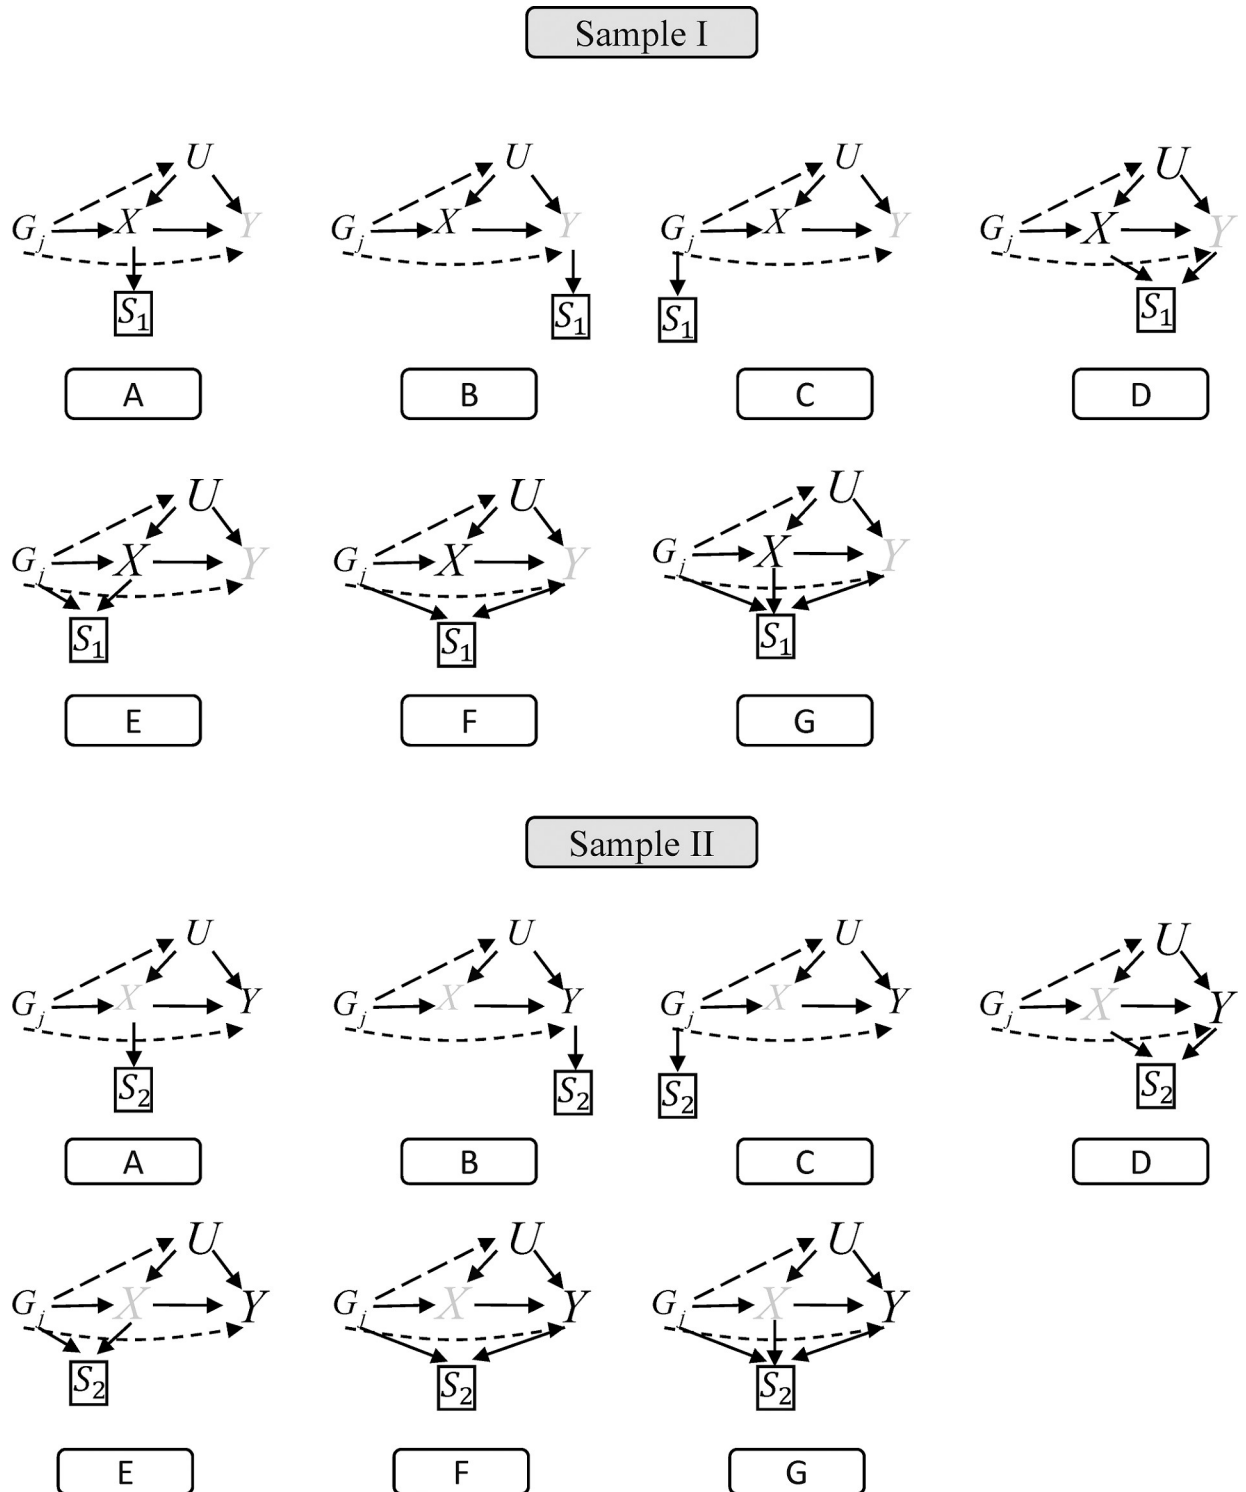 Sample I
U U U U
G_j X Y G_j X Y G_j X Y G_j X Y
S_1 S_1 S_1 S_1
A B C D
U U U
G_j X Y G_j X Y G_j X Y
S_1 S_1 S_1
E F G
Sample II
U U U U
G_j X Y G_j X Y G_j X Y G_j X Y
S_2 S_2 S_2 S_2
A B C D
U U U
G_j X Y G_j X Y G_j X Y
S_2 S_2 S_2
E F G